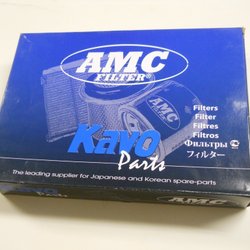 AMC
FILTER®
Filters
Filter
Filtres
Filtros
Фильтры
フィルター
Kavo
Parts
The leading supplier for Japanese and Korean spare-parts
AMC